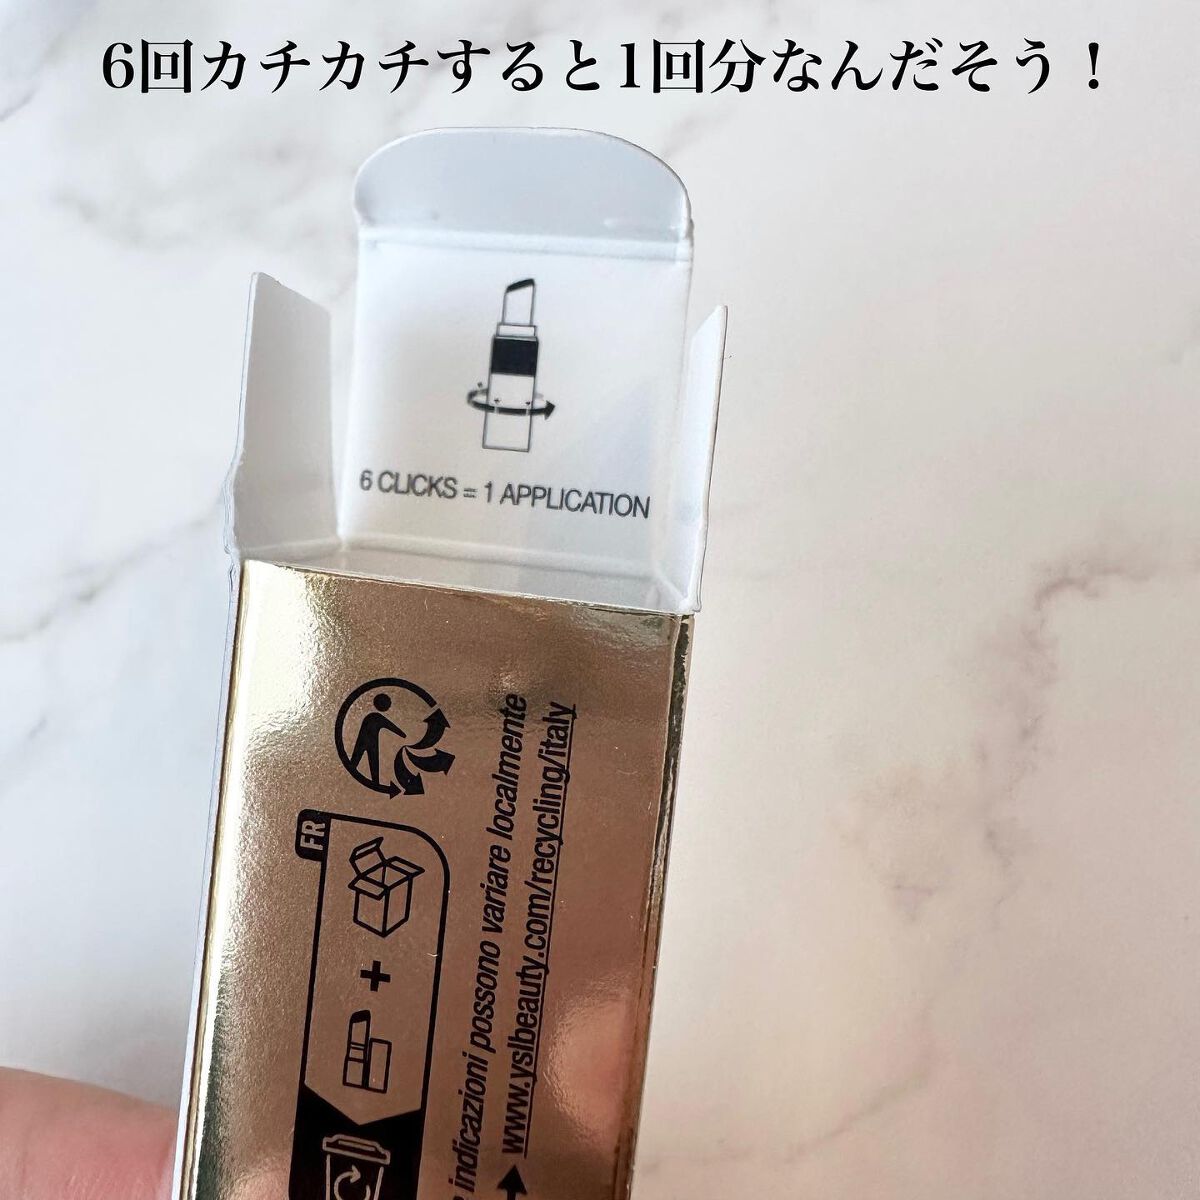 6回カチカチすると1回分なんだそう！
6 CLICKS = 1 APPLICATION
FR
+
indicazioni possono variare localmente
www.yslbeauty.com/recycling/italy